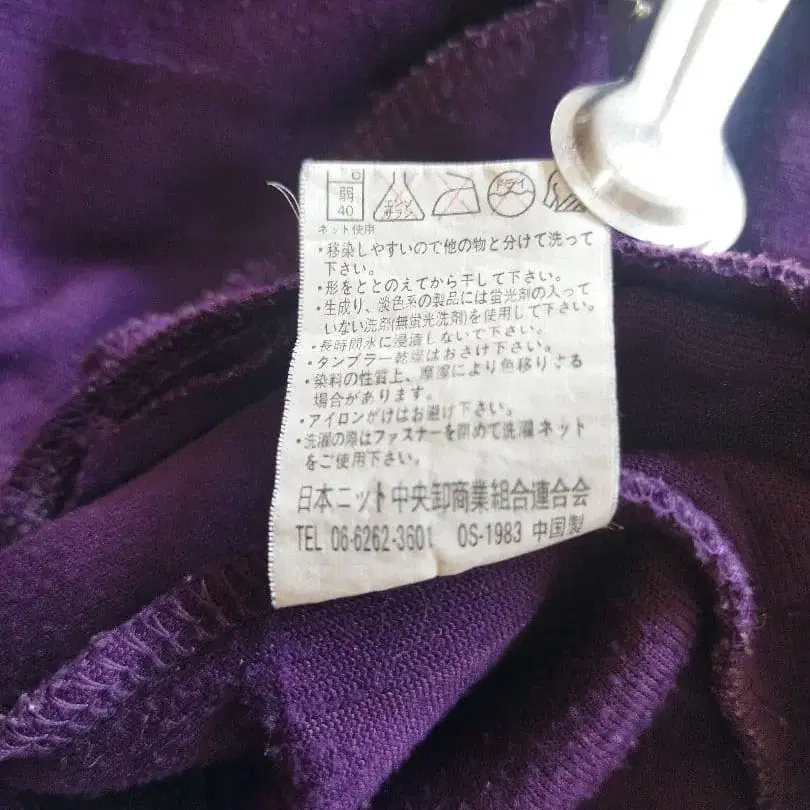 弱 40 エンソ サラシ ドライ
ネット使用
・移染しやすいので他の物と分けて洗って
下さい。
・形をととのえてから干して下さい。
・生成り、淡色系の製品には蛍光剤の入って
いない洗剤(無蛍光洗剤)を使用して下さい。
・長時間水に浸漬しないで下さい。
・タンブラー乾燥はおさけ下さい。
・染料の性質上、摩擦により色移りする
場合があります。
・アイロンがけはお避け下さい。
・洗濯の際はファスナーを閉めて洗濯ネット
をご使用下さい。
日本ニット中央卸商業組合連合会
TEL 06-6262-3601 OS-1983 中国製